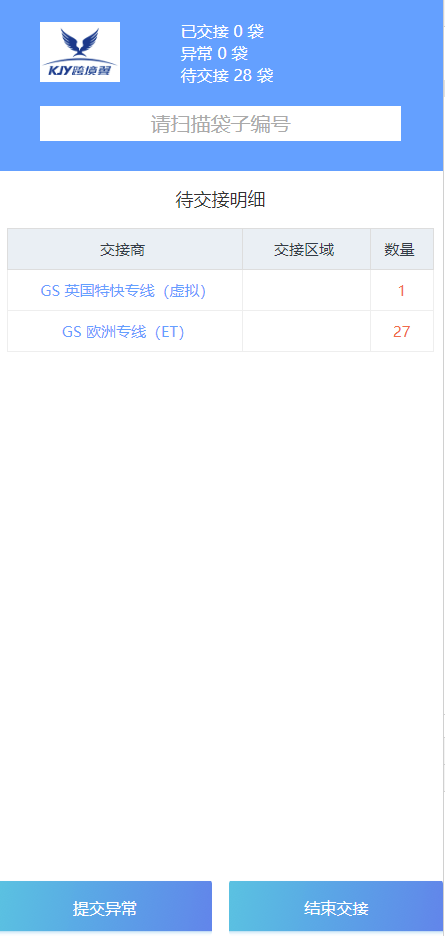 已交接 0 袋
异常 0 袋
待交接 28 袋
KJY跨境翼
请扫描袋子编号
待交接明细
交接商 交接区域 数量
GS 英国特快专线（虚拟） 1
GS 欧洲专线（ET） 27
提交异常 结束交接